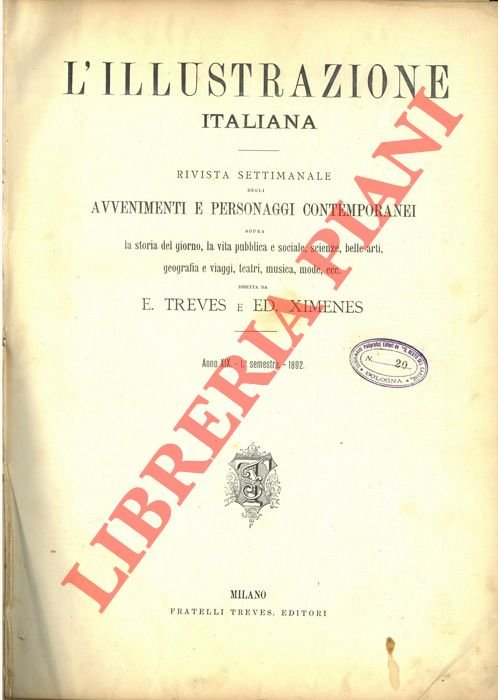 L'ILLUSTRAZIONE
ITALIANA
RIVISTA SETTIMANALE
DEGLI
AVVENIMENTI E PERSONAGGI CONTEMPORANEI
SOPRA
la storia del giorno, la vita pubblica e sociale, scienze, belle arti,
geografia e viaggi, teatri, musica, mode, ecc.
DIRETTA DA
E. TREVES E ED. XIMENES
Anno XIX. - 1.° semestre. - 1892.
N. 20
BOLOGNA
MILANO
FRATELLI TREVES, EDITORI
LIBRERIA PIANI